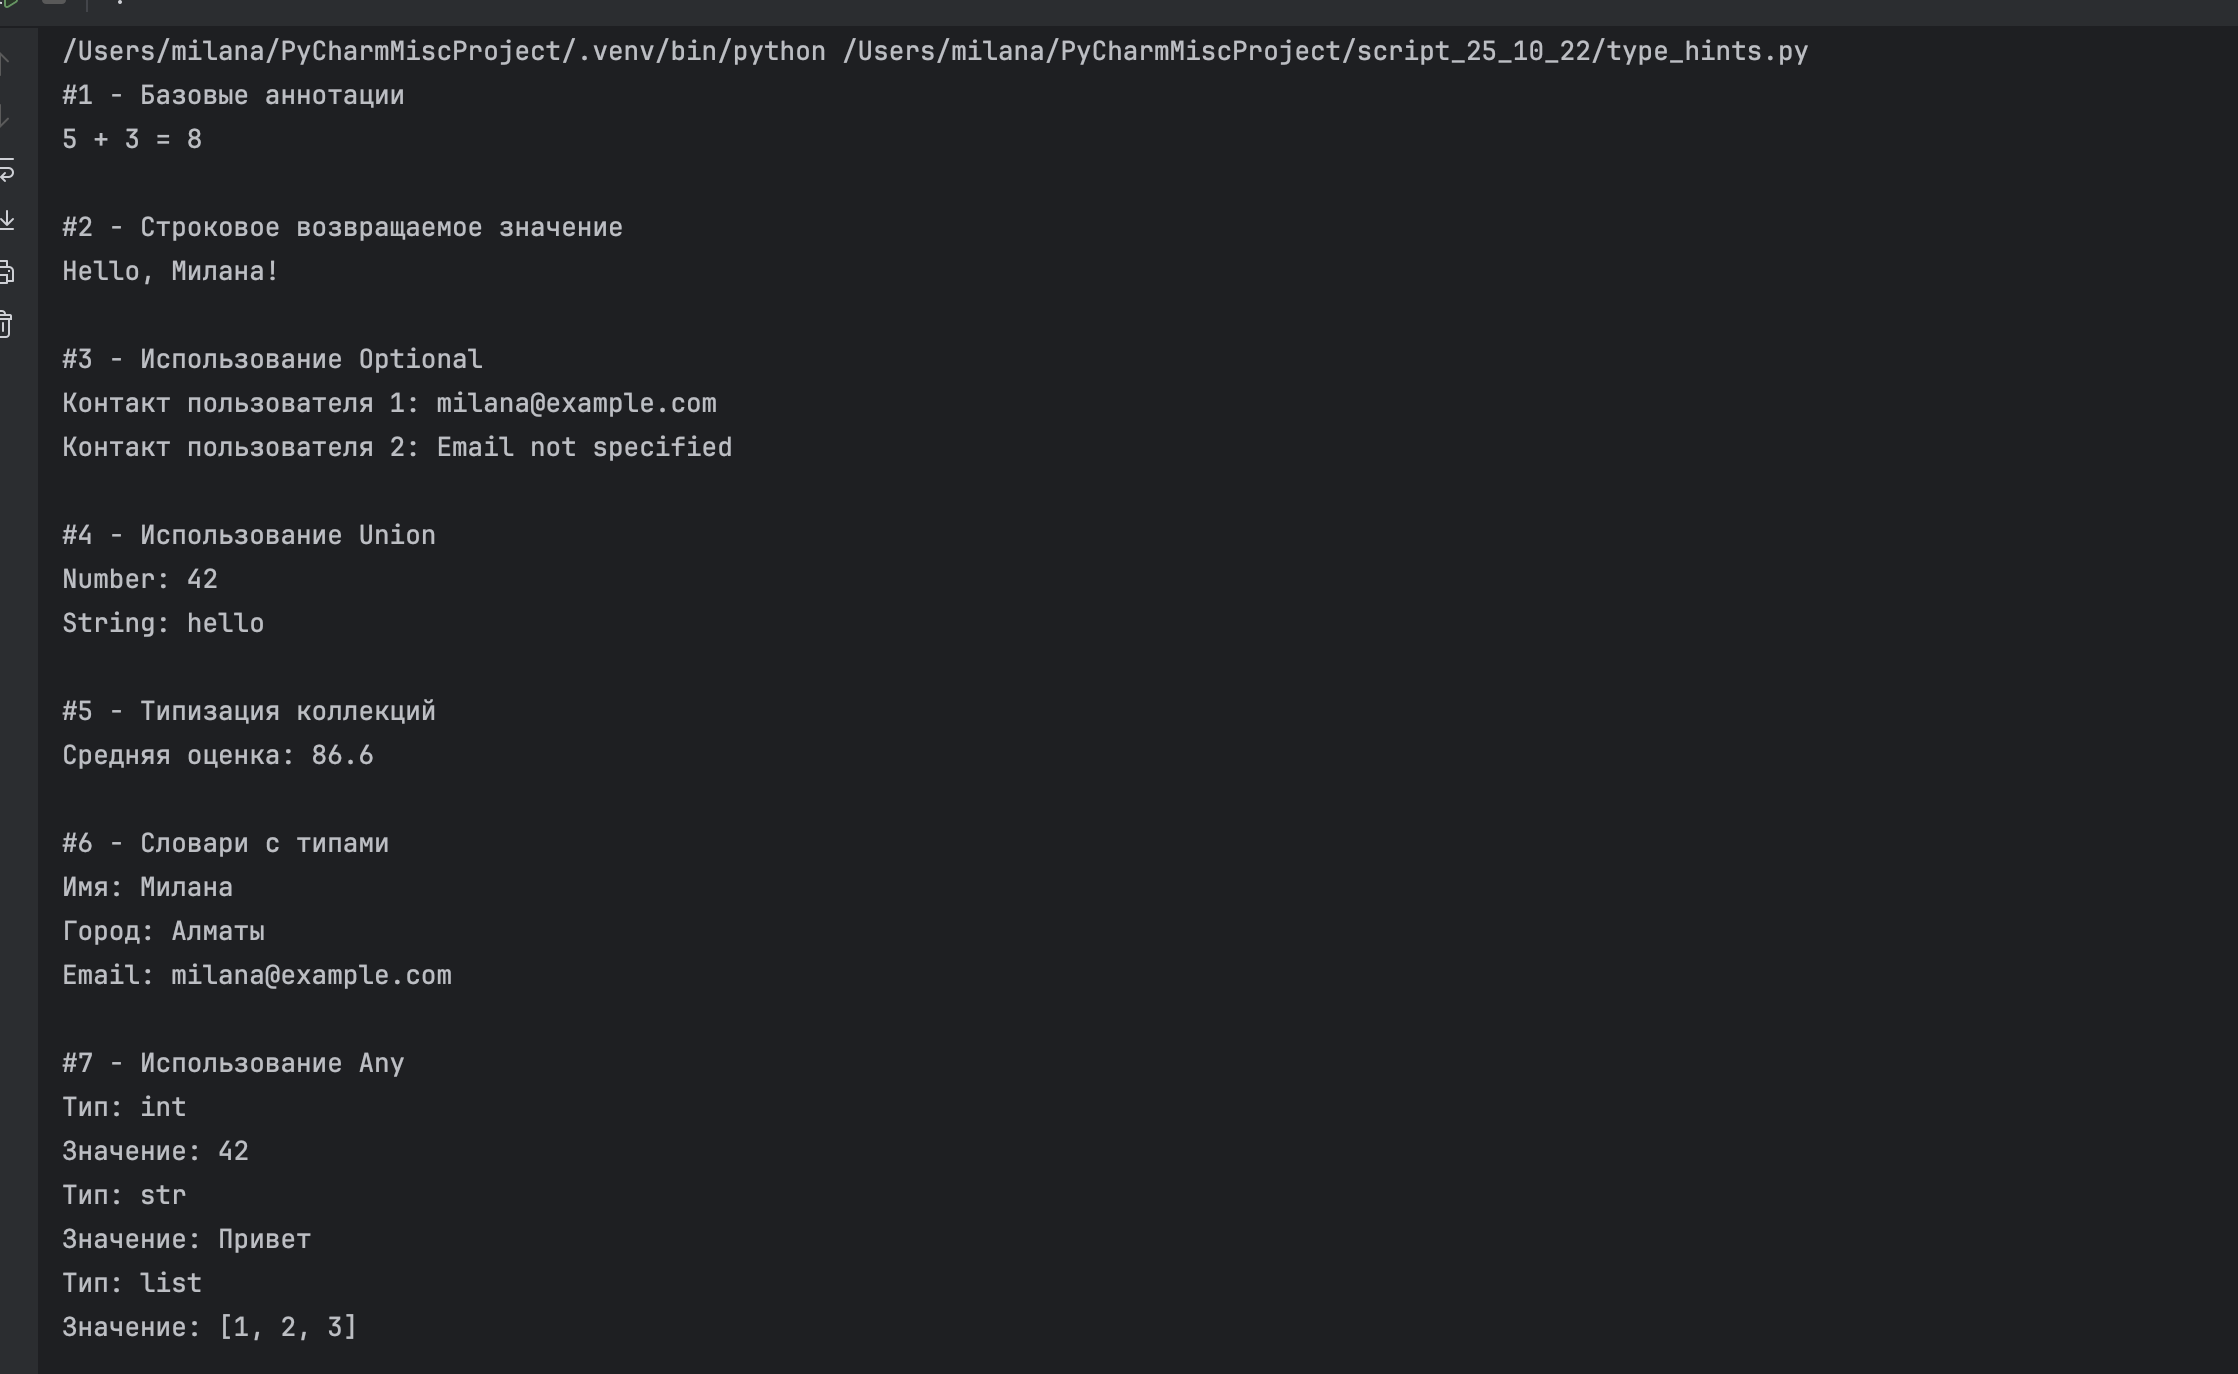 /Users/milana/PyCharmMiscProject/.venv/bin/python /Users/milana/PyCharmMiscProject/script_25_10_22/type_hints.py
#1 - Базовые аннотации
5 + 3 = 8
#2 - Строковое возвращаемое значение
Hello, Милана!
#3 - Использование Optional
Контакт пользователя 1: milana@example.com
Контакт пользователя 2: Email not specified
#4 - Использование Union
Number: 42
String: hello
#5 - Типизация коллекций
Средняя оценка: 86.6
#6 - Словари с типами
Имя: Милана
Город: Алматы
Email: milana@example.com
#7 - Использование Any
Тип: int
Значение: 42
Тип: str
Значение: Привет
Тип: list
Значение: [1, 2, 3]